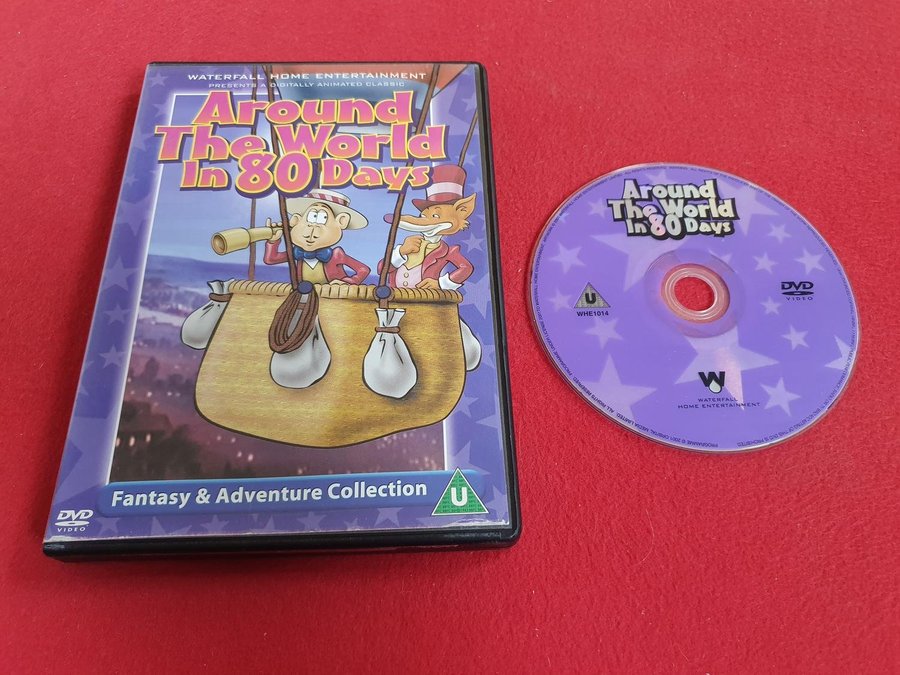 WATERFALL HOME ENTERTAINMENT
PRESENTS A DIGITALLY ANIMATED CLASSIC
Around
The World
In 80 Days
Fantasy & Adventure Collection
U
DVD
VIDEO
Around
The World
In 80 Days
U
WHE1014
DVD
VIDEO
W
WATERFALL
HOME ENTERTAINMENT